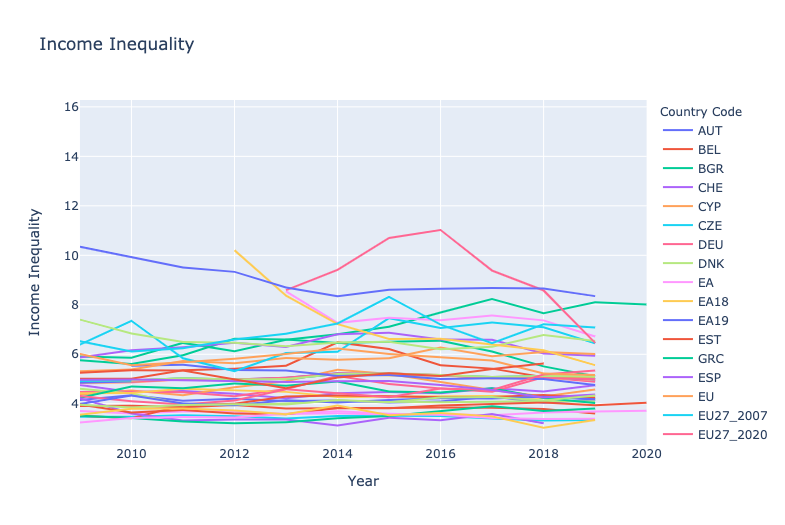 Income Inequality
Income Inequality
16
14
12
10
8
6
4
2010
2012
2014
2016
2018
2020
Year
Country Code
AUT
BEL
BGR
CHE
CYP
CZE
DEU
DNK
EA
EA18
EA19
EST
GRC
ESP
EU
EU27_2007
EU27_2020